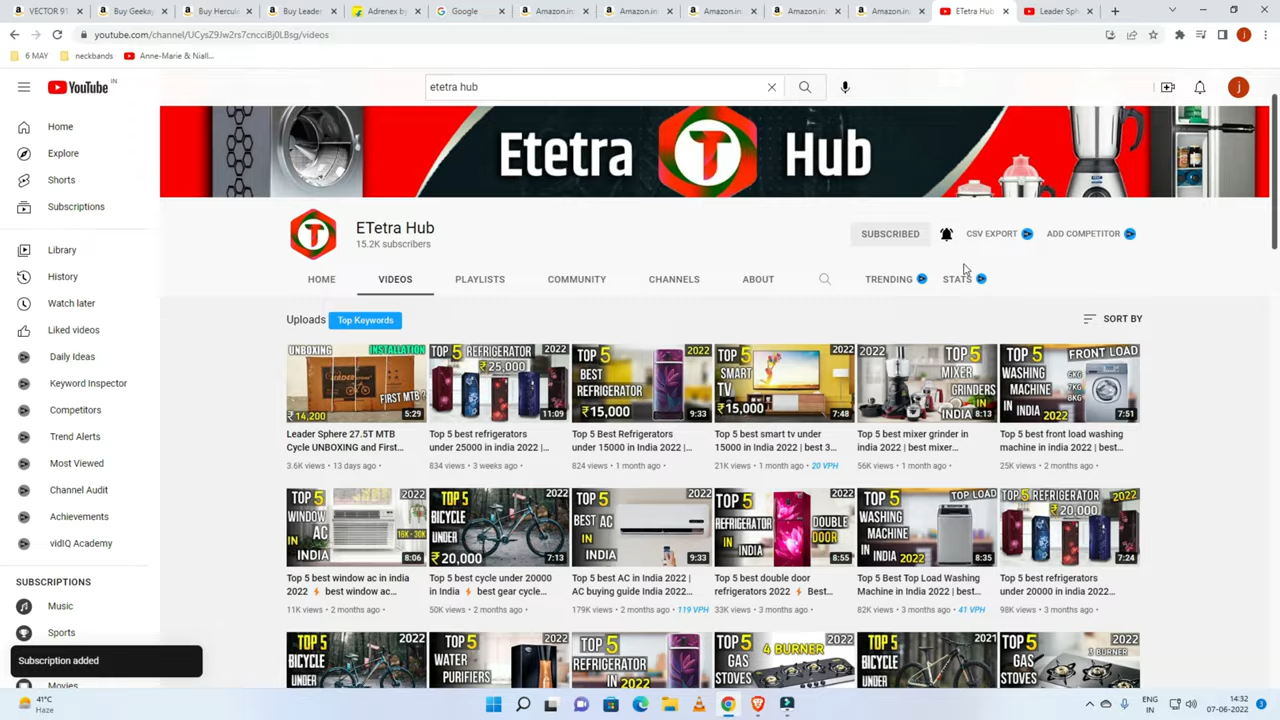 VECTOR 91
Buy Geekay
Buy Hercul
Buy Leader
Adrenex by
Google
Amazon.in
Amazon.in
Amazon.in
Amazon.in
Amazon.in
ETetra Hub
Leader Sph
youtube.com/channel/UCysZ9Jw2rs7cncciBj0LBsg/videos
j
6 MAY
neckbands
Anne-Marie & Niall...
YouTube IN
etetra hub
j
Home
Explore
Shorts
Subscriptions
Library
History
Watch later
Liked videos
Daily Ideas
Keyword Inspector
Competitors
Trend Alerts
Most Viewed
Channel Audit
Achievements
vidIQ Academy
SUBSCRIPTIONS
Music
Sports
Movies
Subscription added
Etetra T Hub
T
ETetra Hub
15.2K subscribers
SUBSCRIBED
CSV EXPORT
ADD COMPETITOR
HOME
VIDEOS
PLAYLISTS
COMMUNITY
CHANNELS
ABOUT
TRENDING
STATS
Uploads
Top Keywords
SORT BY
UNBOXING INSTALLATION
FIRST MTB ?
₹14,200
5:29
Leader Sphere 27.5T MTB
Cycle UNBOXING and First...
3.6K views • 13 days ago •
TOP 5 REFRIGERATOR 2022
₹25,000
11:09
Top 5 best refrigerators
under 25000 in india 2022 |...
834 views • 3 weeks ago •
TOP 5 2022
BEST
REFRIGERATOR
₹15,000
9:33
Top 5 Best Refrigerators
under 15000 in India 2022 |...
824 views • 1 month ago •
TOP 5 2022
SMART
TV
₹15,000
7:48
Top 5 best smart tv under
15000 in India 2022 | best 3...
21K views • 1 month ago • 20 VPH
2022 TOP 5
MIXER
GRINDERS
IN
INDIA
8:13
Top 5 best mixer grinder in
india 2022 | best mixer...
56K views • 1 month ago •
TOP 5 FRONT LOAD
WASHING
MACHINE
IN INDIA 2022
6KG
7KG
8KG
7:51
Top 5 best front load washing
machine in india 2022 | best...
25K views • 2 months ago •
TOP 5 2022
WINDOW
AC
IN
INDIA
16K - 30K
8:06
Top 5 best window ac in india
2022 ⚡ best window ac...
11K views • 2 months ago •
TOP 5 2022
BICYCLE
UNDER
₹20,000
7:13
Top 5 best cycle under 20000
in India ⚡ best gear cycle...
50K views • 2 months ago •
TOP 5 2022
BEST AC
IN
INDIA
9:33
Top 5 best AC in India 2022 |
AC buying guide India 2022...
179K views • 2 months ago • 119 VPH
TOP 5 2022
REFRIGERATOR
IN INDIA
DOUBLE
DOOR
8:55
Top 5 best double door
refrigerators 2022 ⚡ Best...
33K views • 3 months ago •
TOP 5 TOP LOAD
WASHING
MACHINE
IN INDIA 2022
8:35
Top 5 Best Top Load Washing
Machine in India 2022 | best...
82K views • 3 months ago • 41 VPH
TOP 5 REFRIGERATOR 2022
₹20,000
7:24
Top 5 best refrigerators
under 20000 in india 2022...
98K views • 3 months ago •
TOP 5 2022
BICYCLE
UNDER
TOP 5 2022
WATER
PURIFIERS
TOP 5
REFRIGERATOR
IN 2022
TOP 5 4 BURNER 2022
GAS
STOVES
TOP 5 2021
BICYCLE
UNDER
TOP 5 2022
GAS 3 BURNER
STOVES
41°C
Haze
ENG
IN
14:32
07-06-2022
3